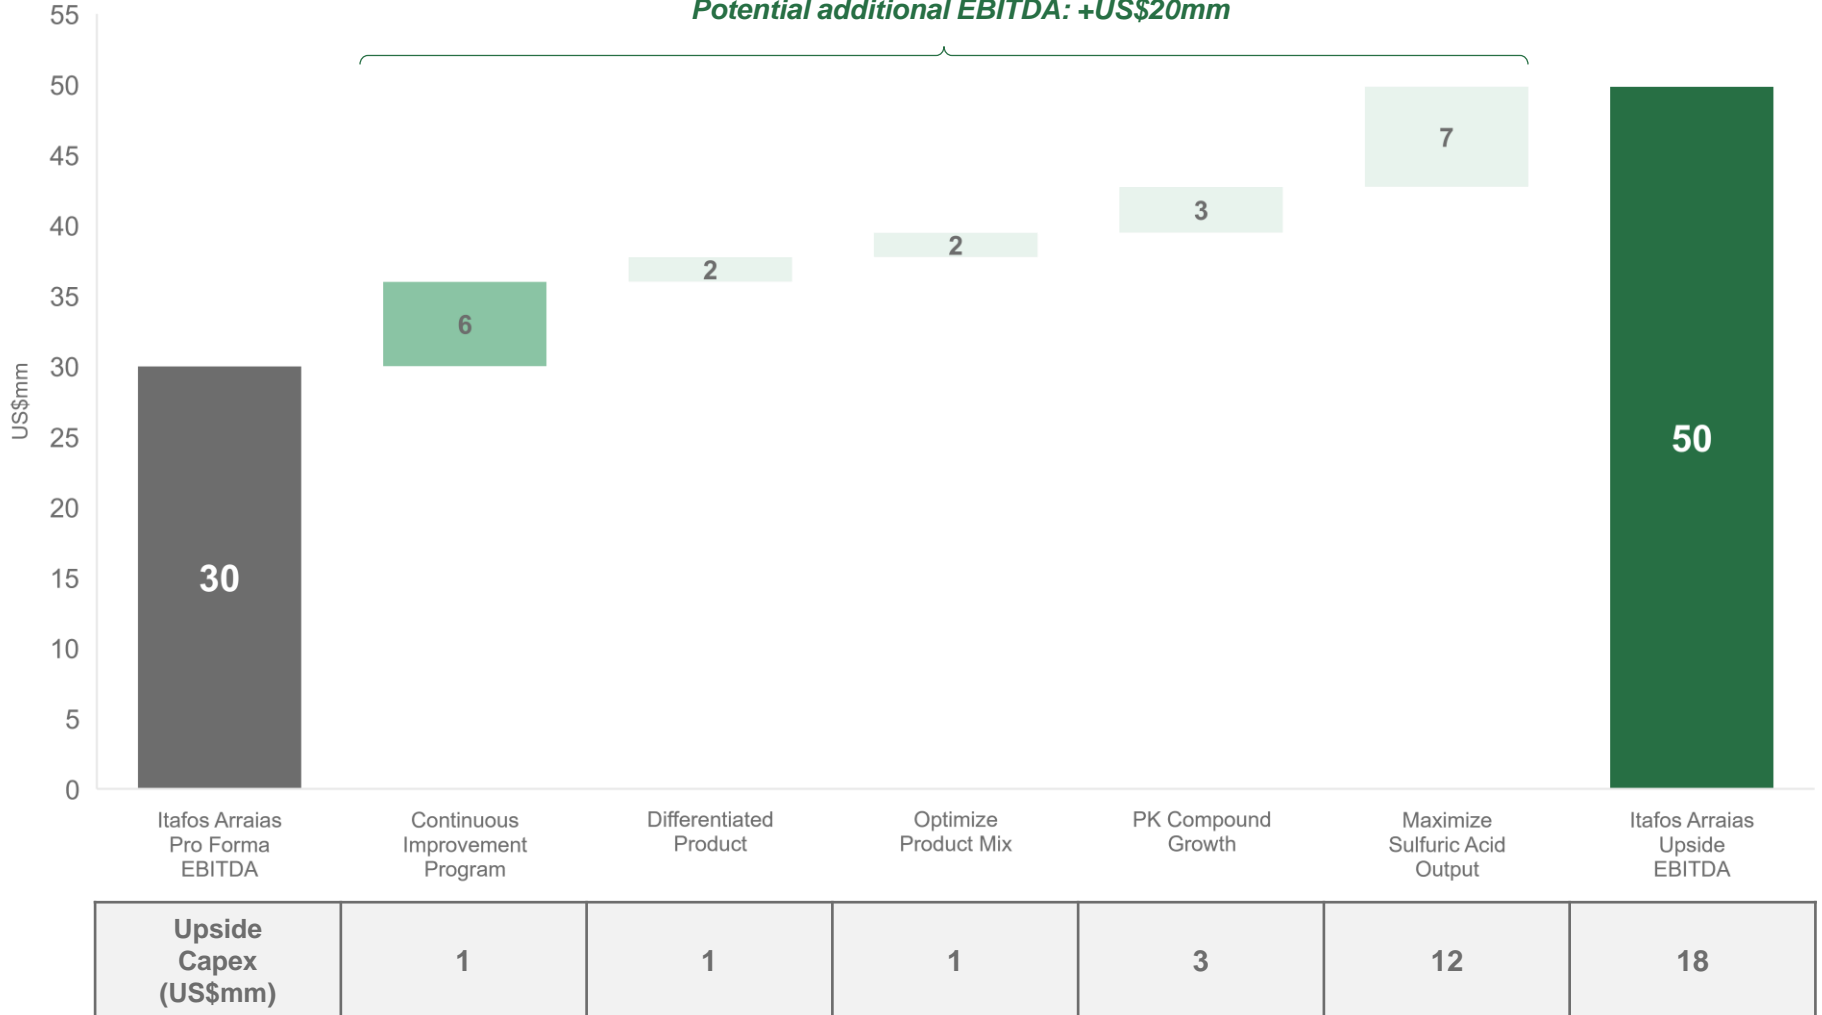 Potential additional EBITDA: +US$20mm
55
50
45
40
35
30
25
20
15
10
5
0
US$mm
30
6
2
2
3
7
50
Itafos Arraias
Pro Forma
EBITDA
Continuous
Improvement
Program
Differentiated
Product
Optimize
Product Mix
PK Compound
Growth
Maximize
Sulfuric Acid
Output
Itafos Arraias
Upside
EBITDA
Upside
Capex
(US$mm)
1
1
1
3
12
18